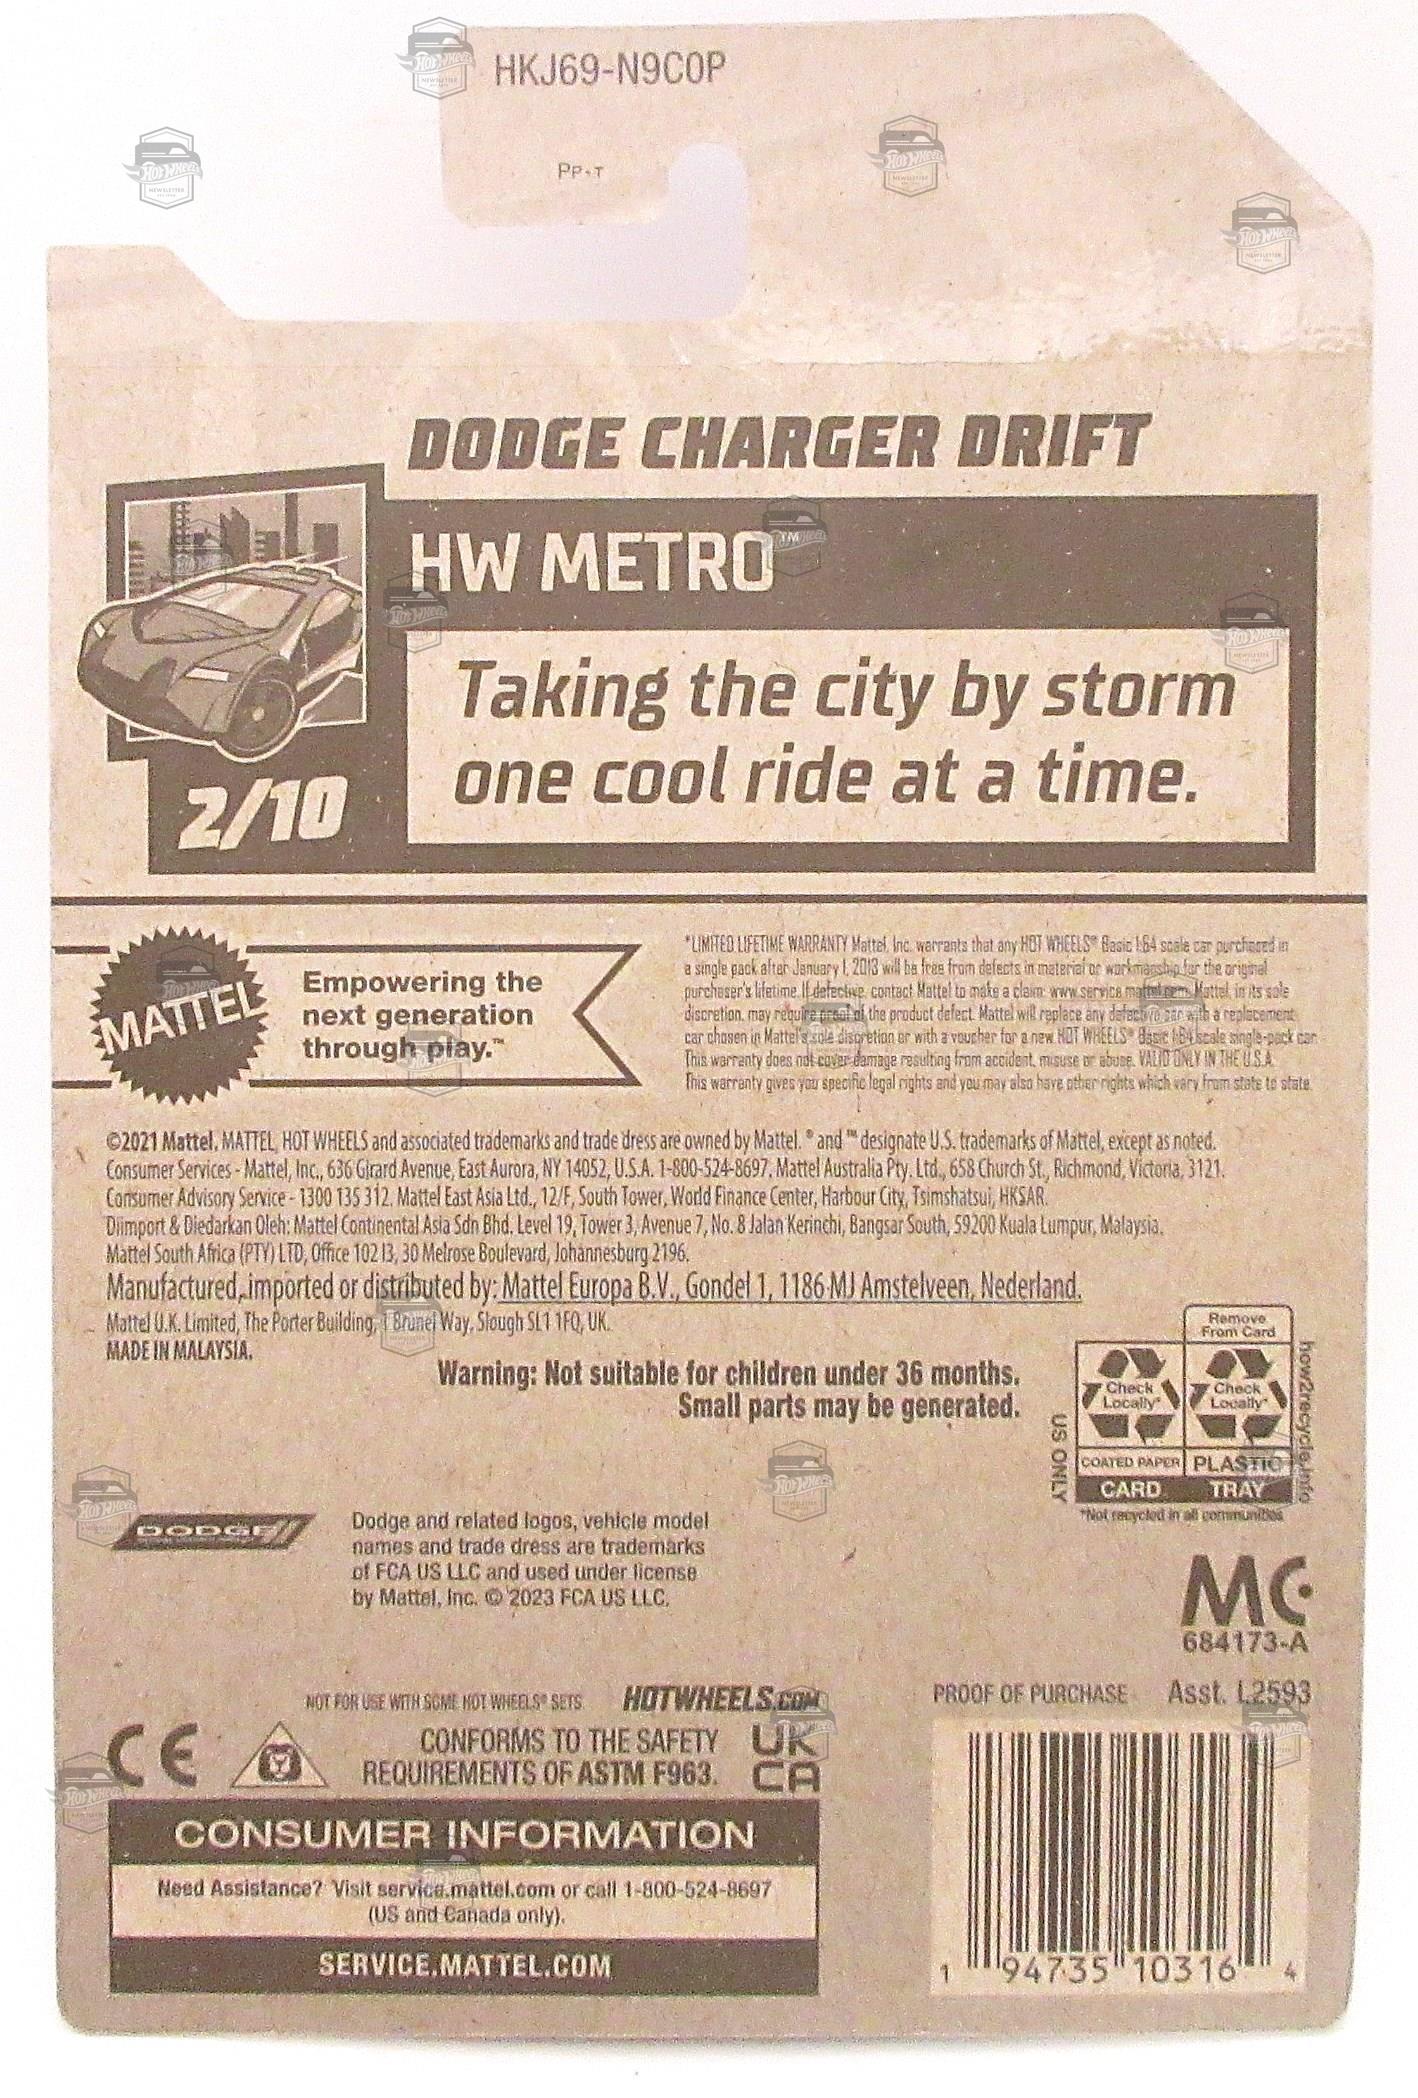 HKJ69-N9C0P
PP-T
DODGE CHARGER DRIFT
HW METRO™
Taking the city by storm
one cool ride at a time.
2/10
MATTEL
Empowering the
next generation
through play.™
*LIMITED LIFETIME WARRANTY Mattel, Inc. warrants that any HOT WHEELS® Basic 1:64 scale car purchased in
a single pack after January 1, 2013 will be free from defects in material or workmanship for the original
purchaser's lifetime. If defective, contact Mattel to make a claim: www.service.mattel.com. Mattel, in its sole
discretion, may require proof of the product defect. Mattel will replace any defective car with a replacement
car chosen in Mattel's sole discretion or with a voucher for a new HOT WHEELS® Basic 1:64 scale single-pack car.
This warranty does not cover damage resulting from accident, misuse or abuse. VALID ONLY IN THE U.S.A.
This warranty gives you specific legal rights and you may also have other rights which vary from state to state.
©2021 Mattel. MATTEL, HOT WHEELS and associated trademarks and trade dress are owned by Mattel. ® and ™ designate U.S. trademarks of Mattel, except as noted.
Consumer Services - Mattel, Inc., 636 Girard Avenue, East Aurora, NY 14052, U.S.A. 1-800-524-8697. Mattel Australia Pty. Ltd., 658 Church St., Richmond, Victoria, 3121.
Consumer Advisory Service - 1300 135 312. Mattel East Asia Ltd., 12/F, South Tower, World Finance Center, Harbour City, Tsimshatsui, HKSAR.
Diimport & Diedarkan Oleh: Mattel Continental Asia Sdn Bhd. Level 19, Tower 3, Avenue 7, No. 8 Jalan Kerinchi, Bangsar South, 59200 Kuala Lumpur, Malaysia.
Mattel South Africa (PTY) LTD, Office 102 I3, 30 Melrose Boulevard, Johannesburg 2196.
Manufactured, imported or distributed by: Mattel Europa B.V., Gondel 1, 1186 MJ Amstelveen, Nederland.
Mattel U.K. Limited, The Porter Building, 1 Brunel Way, Slough SL1 1FQ, UK.
MADE IN MALAYSIA.
Warning: Not suitable for children under 36 months.
Small parts may be generated.
Remove
From Card
Check
Locally*
Check
Locally*
COATED PAPER
PLASTIC
CARD
TRAY
US ONLY
how2recycle.info
*Not recycled in all communities
DODGE
Dodge and related logos, vehicle model
names and trade dress are trademarks
of FCA US LLC and used under license
by Mattel, Inc. © 2023 FCA US LLC.
MC
684173-A
NOT FOR USE WITH SOME HOT WHEELS® SETS
HOTWHEELS.COM
PROOF OF PURCHASE
Asst. L2593
CE
CONFORMS TO THE SAFETY
REQUIREMENTS OF ASTM F963.
UK
CA
CONSUMER INFORMATION
Need Assistance? Visit service.mattel.com or call 1-800-524-8697
(US and Canada only).
SERVICE.MATTEL.COM
1 94735 10316 4